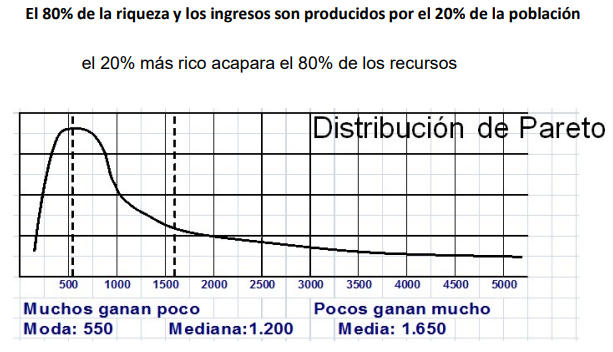 El 80% de la riqueza y los ingresos son producidos por el 20% de la población
el 20% más rico acapara el 80% de los recursos
Distribución de Pareto
500 1000 1500 2000 2500 3000 3500 4000 4500 5000
Muchos ganan poco Pocos ganan mucho
Moda: 550 Mediana:1.200 Media: 1.650